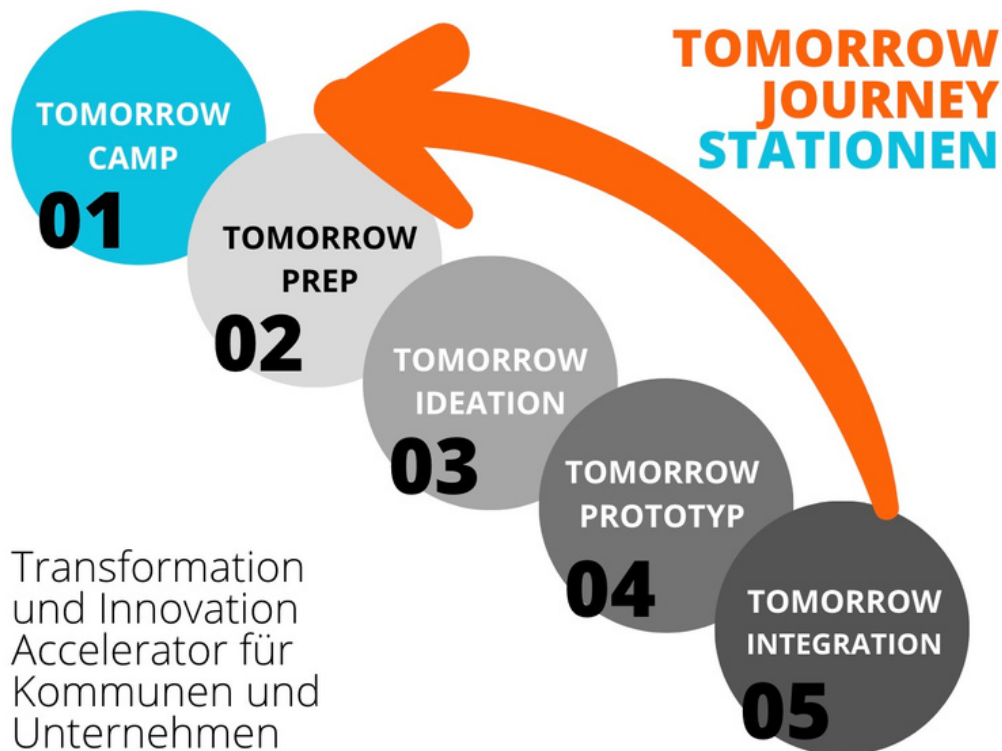 TOMORROW
JOURNEY
STATIONEN
TOMORROW
CAMP
01
TOMORROW
PREP
02
TOMORROW
IDEATION
03
TOMORROW
PROTOTYP
04
TOMORROW
INTEGRATION
05
Transformation
und Innovation
Accelerator für
Kommunen und
Unternehmen